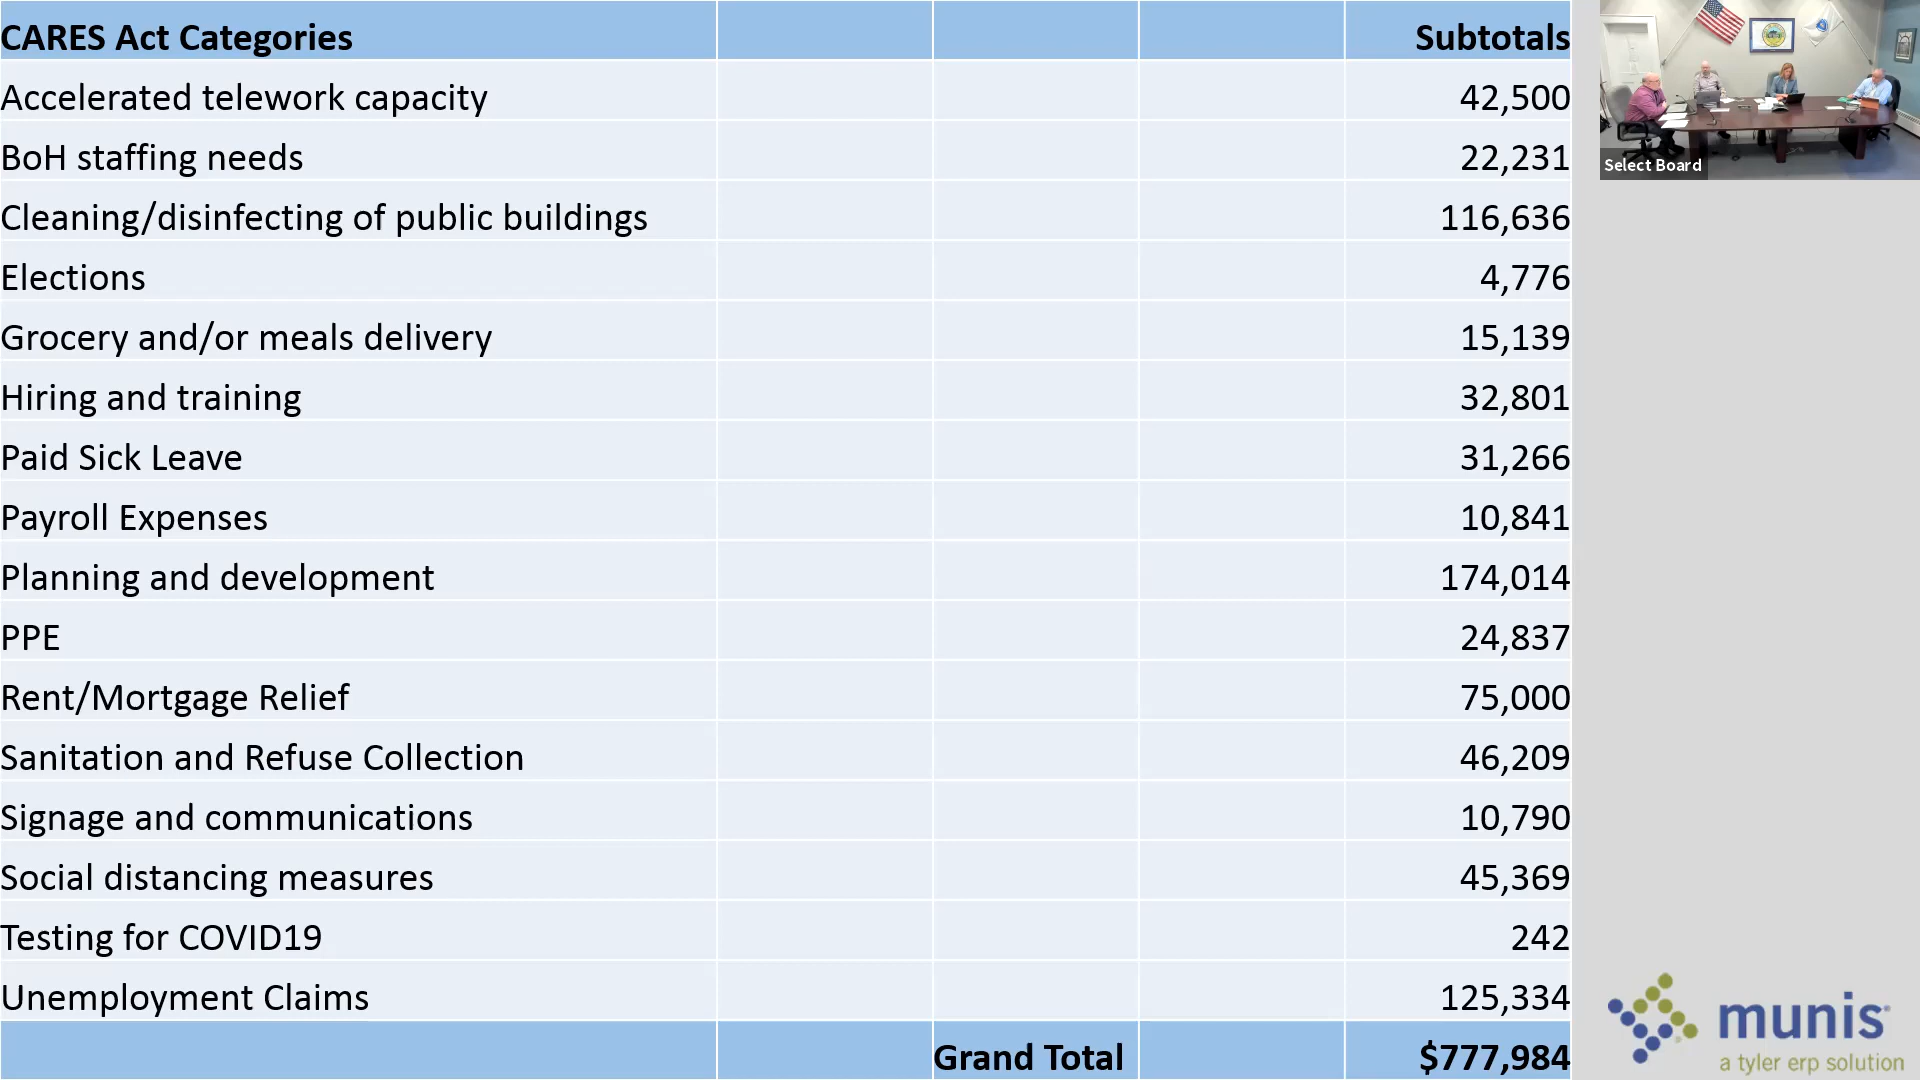 CARES Act Categories Subtotals
Accelerated telework capacity 42,500
BoH staffing needs 22,231
Cleaning/disinfecting of public buildings 116,636
Elections 4,776
Grocery and/or meals delivery 15,139
Hiring and training 32,801
Paid Sick Leave 31,266
Payroll Expenses 10,841
Planning and development 174,014
PPE 24,837
Rent/Mortgage Relief 75,000
Sanitation and Refuse Collection 46,209
Signage and communications 10,790
Social distancing measures 45,369
Testing for COVID19 242
Unemployment Claims 125,334
Grand Total $777,984
Select Board
munis
a tyler erp solution